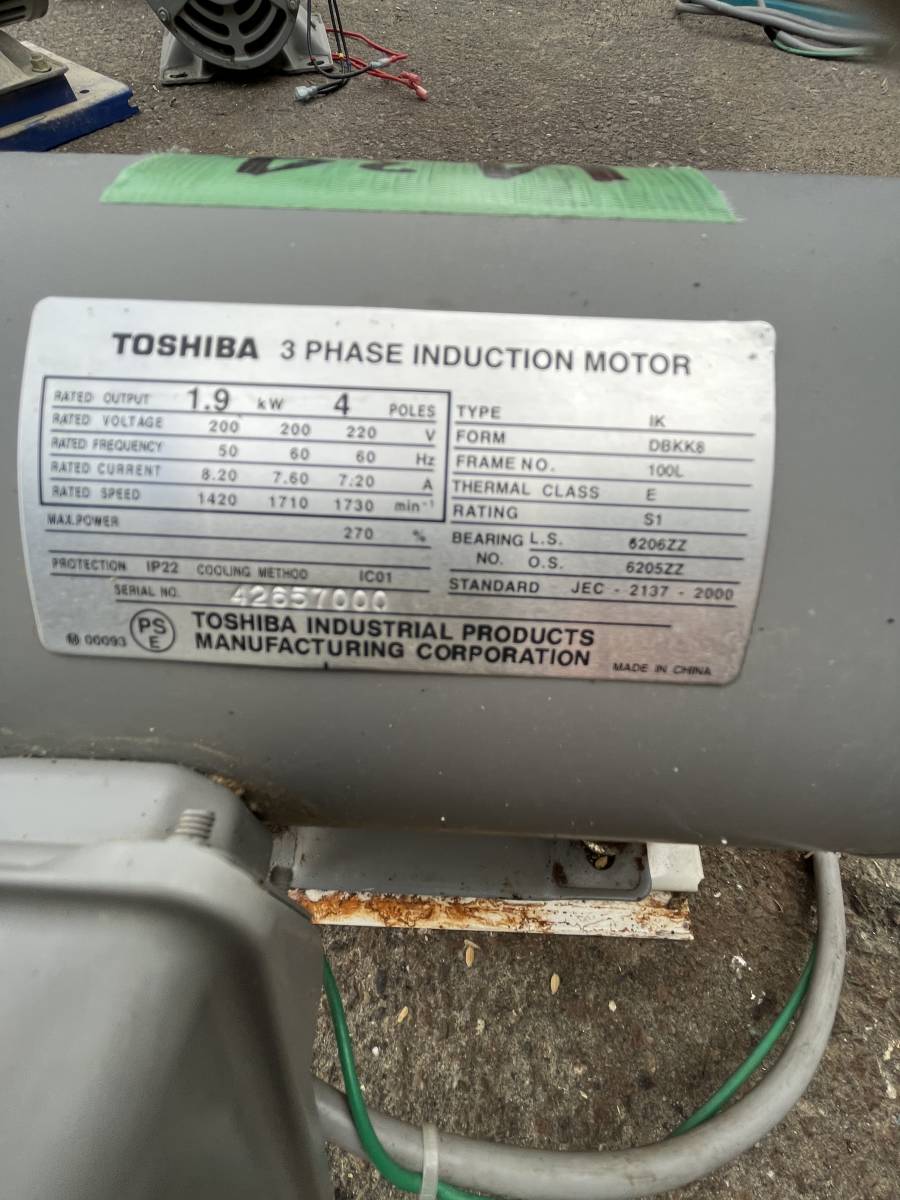 TOSHIBA 3 PHASE INDUCTION MOTOR
RATED OUTPUT 1.9 kW 4 POLES
RATED VOLTAGE 200 200 220 V
RATED FREQUENCY 50 60 60 Hz
RATED CURRENT 8.20 7.60 7.20 A
RATED SPEED 1420 1710 1730 min⁻¹
MAX.POWER 270 %
PROTECTION IP22 COOLING METHOD IC01
SERIAL NO. 42657000
TYPE IK
FORM DBKK8
FRAME NO. 100L
THERMAL CLASS E
RATING S1
BEARING L.S. 6206ZZ
NO. O.S. 6205ZZ
STANDARD JEC - 2137 - 2000
00093 PS E TOSHIBA INDUSTRIAL PRODUCTS
MANUFACTURING CORPORATION
MADE IN CHINA